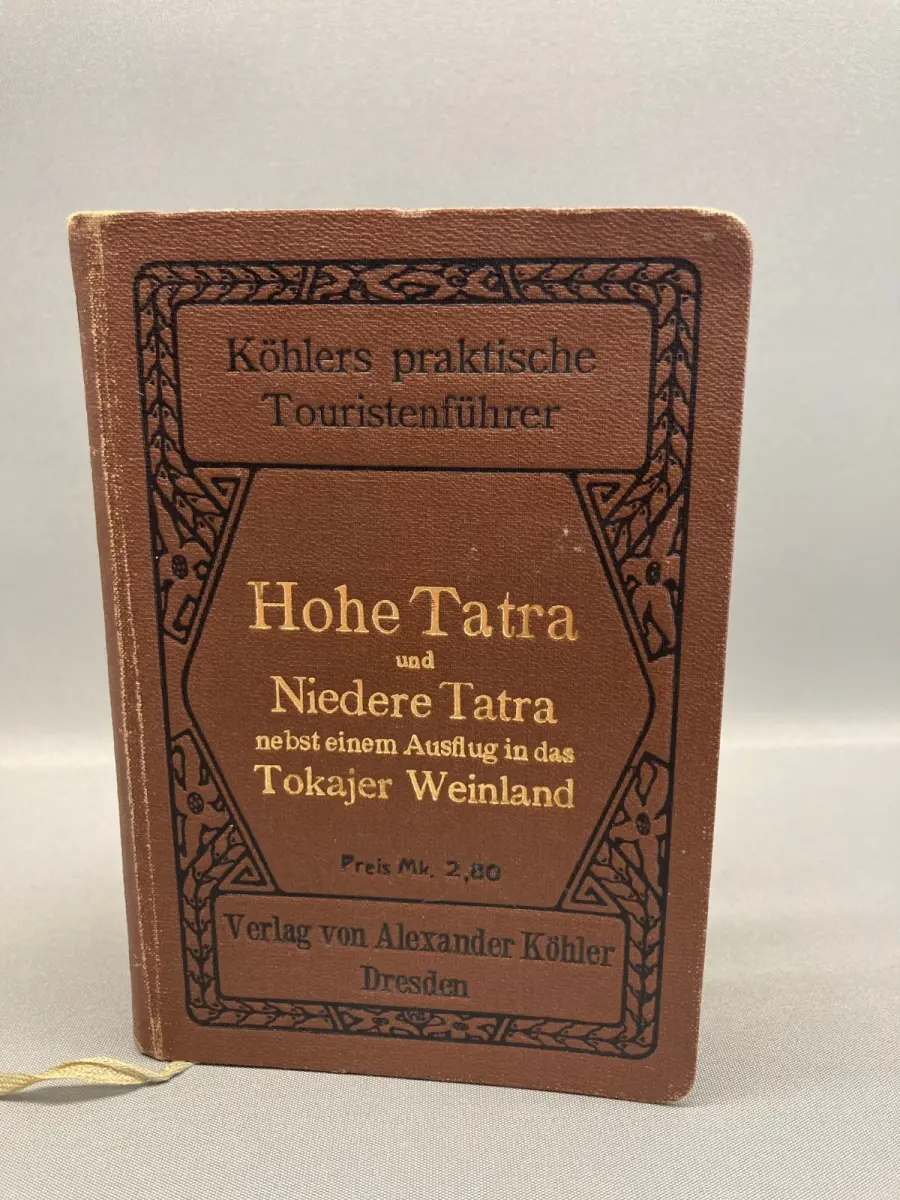 Köhlers praktische
Touristenführer
Hohe Tatra
und
Niedere Tatra
nebst einem Ausflug in das
Tokajer Weinland
Preis Mk. 2,80
Verlag von Alexander Köhler
Dresden